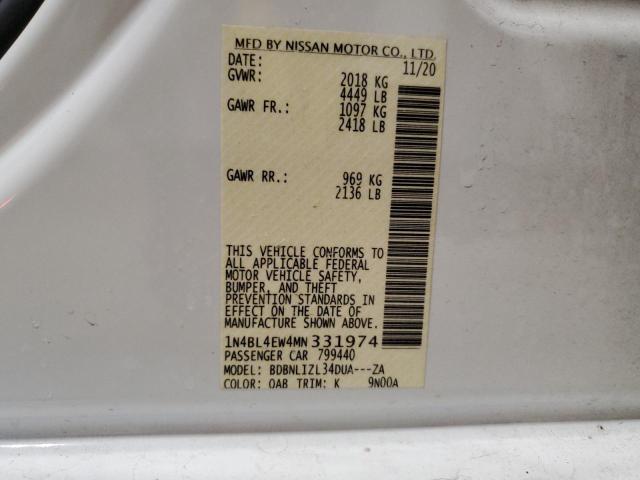 MFD BY NISSAN MOTOR CO., LTD.
DATE: 11/20
GVWR: 2018 KG
4449 LB
GAWR FR.: 1097 KG
2418 LB
GAWR RR.: 969 KG
2136 LB
THIS VEHICLE CONFORMS TO
ALL APPLICABLE FEDERAL
MOTOR VEHICLE SAFETY,
BUMPER, AND THEFT
PREVENTION STANDARDS IN
EFFECT ON THE DATE OF
MANUFACTURE SHOWN ABOVE.
1N4BL4EW4MN331974
PASSENGER CAR 799440
MODEL: BDBNLIZL34DUA---ZA
COLOR: QAB TRIM: K 9N00A